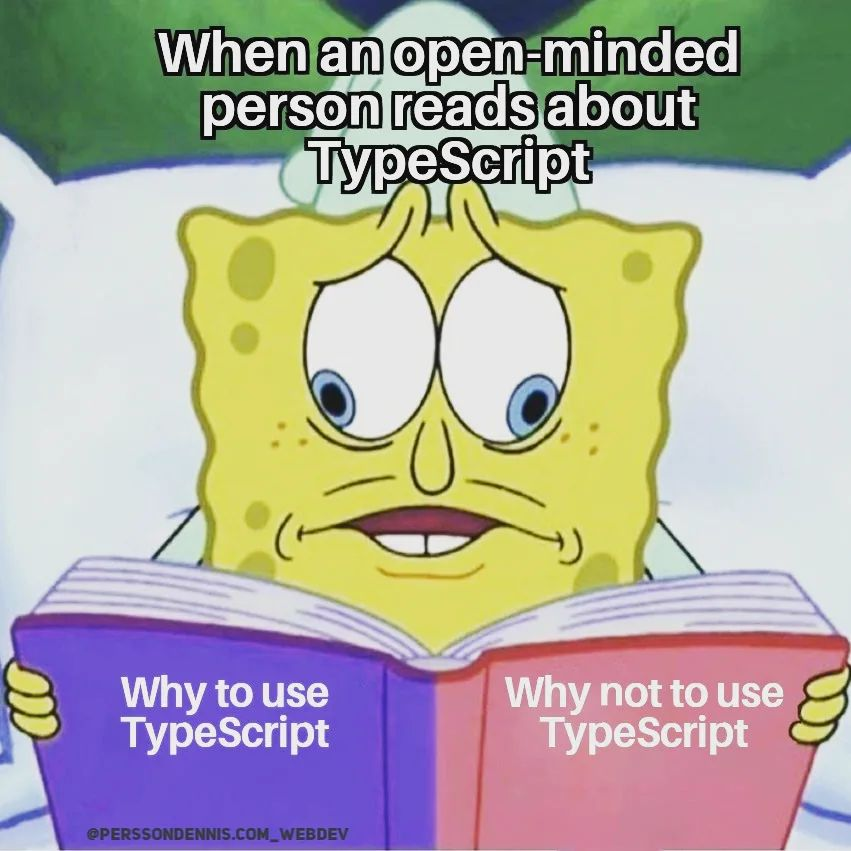 When an open-minded
person reads about
TypeScript
Why to use
TypeScript
Why not to use
TypeScript
@PERSSONDENNIS.COM_WEBDEV